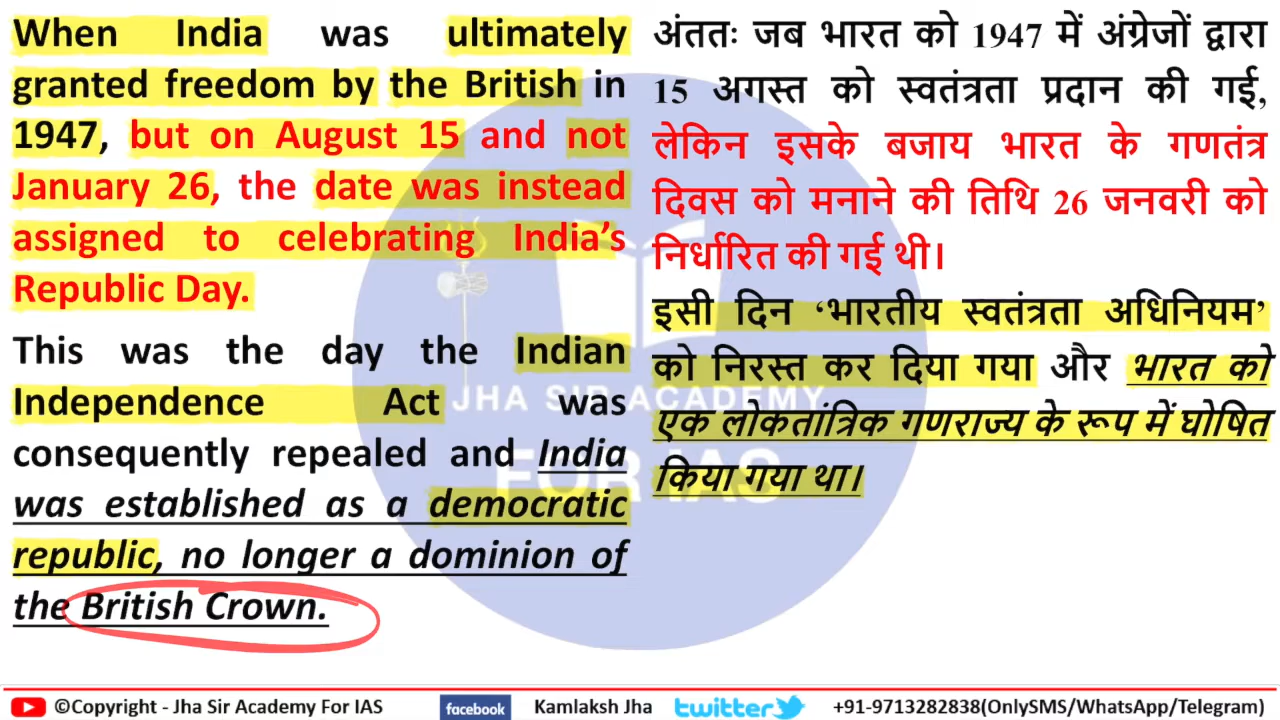 When India was ultimately
granted freedom by the British in
1947, but on August 15 and not
January 26, the date was instead
assigned to celebrating India's
Republic Day.
This was the day the Indian
Independence Act was
consequently repealed and India
was established as a democratic
republic, no longer a dominion of
the British Crown.
अंततः जब भारत को 1947 में अंग्रेजों द्वारा
15 अगस्त को स्वतंत्रता प्रदान की गई,
लेकिन इसके बजाय भारत के गणतंत्र
दिवस को मनाने की तिथि 26 जनवरी को
निर्धारित की गई थी।
इसी दिन ‘भारतीय स्वतंत्रता अधिनियम’
को निरस्त कर दिया गया और भारत को
एक लोकतांत्रिक गणराज्य के रूप में घोषित
किया गया था।
JHA SIR ACADEMY
FOR IAS
©Copyright - Jha Sir Academy For IAS
facebook
Kamlaksh Jha
twitter
+91-9713282838(OnlySMS/WhatsApp/Telegram)